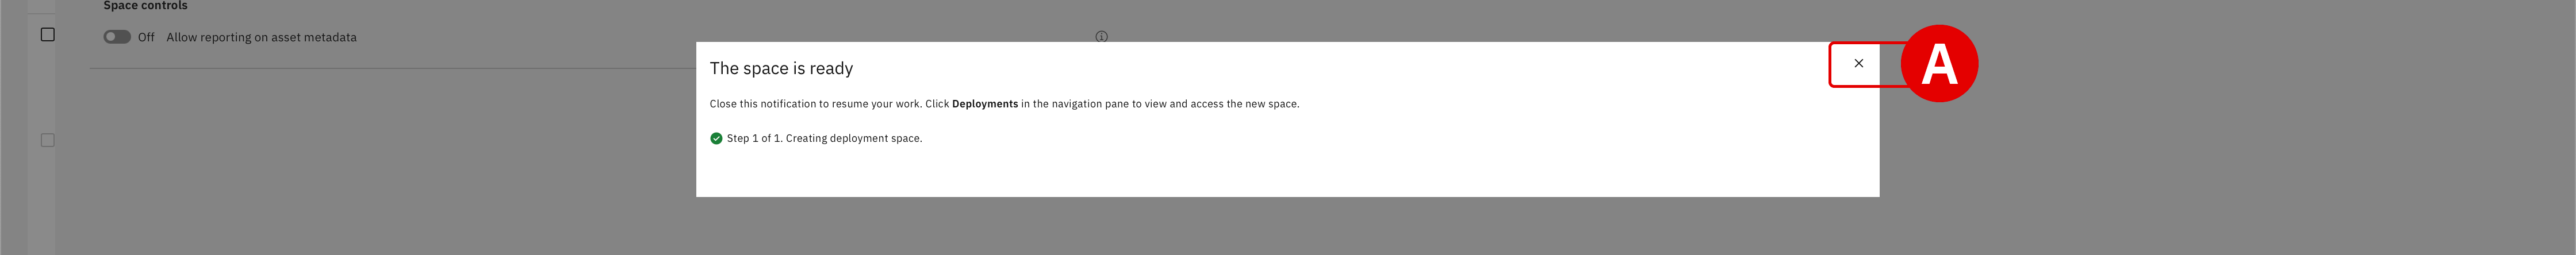 Space controls
Off Allow reporting on asset metadata
The space is ready
Close this notification to resume your work. Click Deployments in the navigation pane to view and access the new space.
Step 1 of 1. Creating deployment space.
A